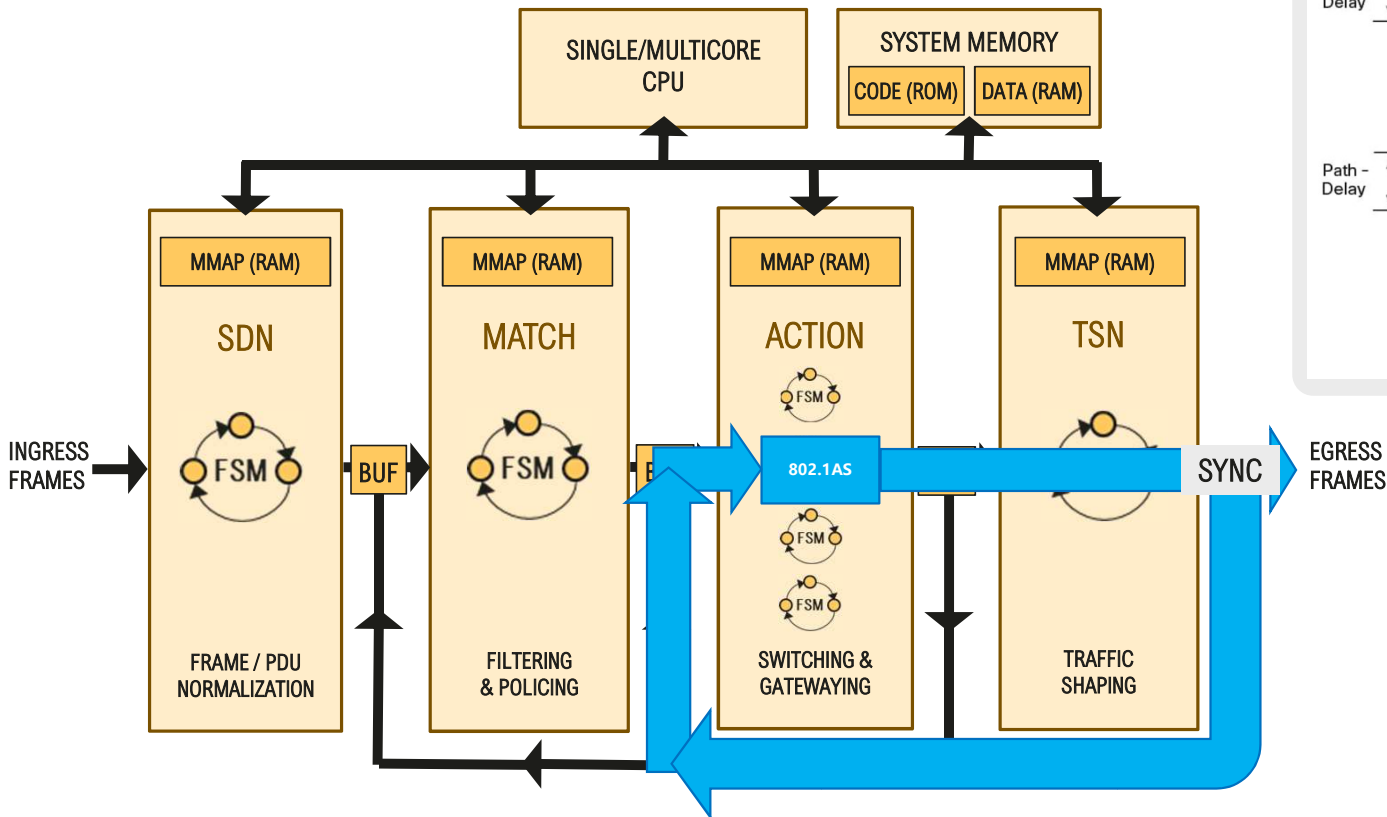 SINGLE/MULTICORE
CPU
SYSTEM MEMORY
CODE (ROM)
DATA (RAM)
Delay
Path -
Delay
MMAP (RAM)
MMAP (RAM)
MMAP (RAM)
MMAP (RAM)
SDN
MATCH
ACTION
TSN
FSM
INGRESS
FRAMES
FSM
BUF
FSM
802.1AS
SYNC
EGRESS
FRAMES
FSM
FSM
FRAME / PDU
NORMALIZATION
FILTERING
& POLICING
SWITCHING &
GATEWAYING
TRAFFIC
SHAPING